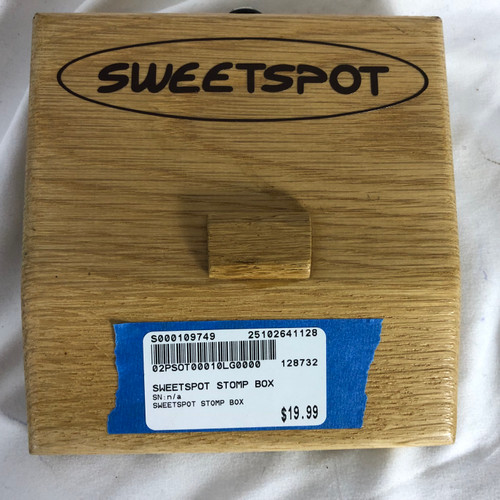 SWEETSPOT
S000109749 25102641128
02PSOT00010LG0000 128732
SWEETSPOT STOMP BOX
SN:n/a
SWEETSPOT STOMP BOX
$19.99